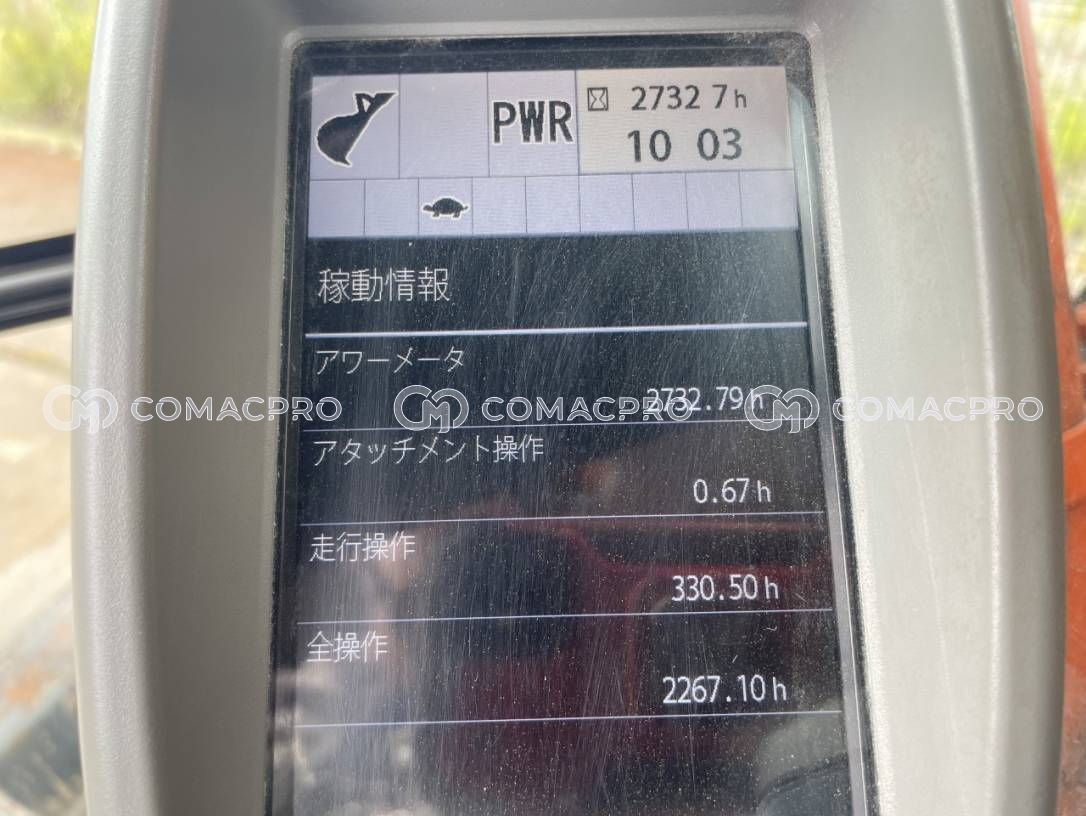 PWR
2732 7h
10 03
稼動情報
アワーメータ
2732.79h
COMACPRO COMACPRO COMACPRO
アタッチメント操作
0.67h
走行操作
330.50h
全操作
2267.10h